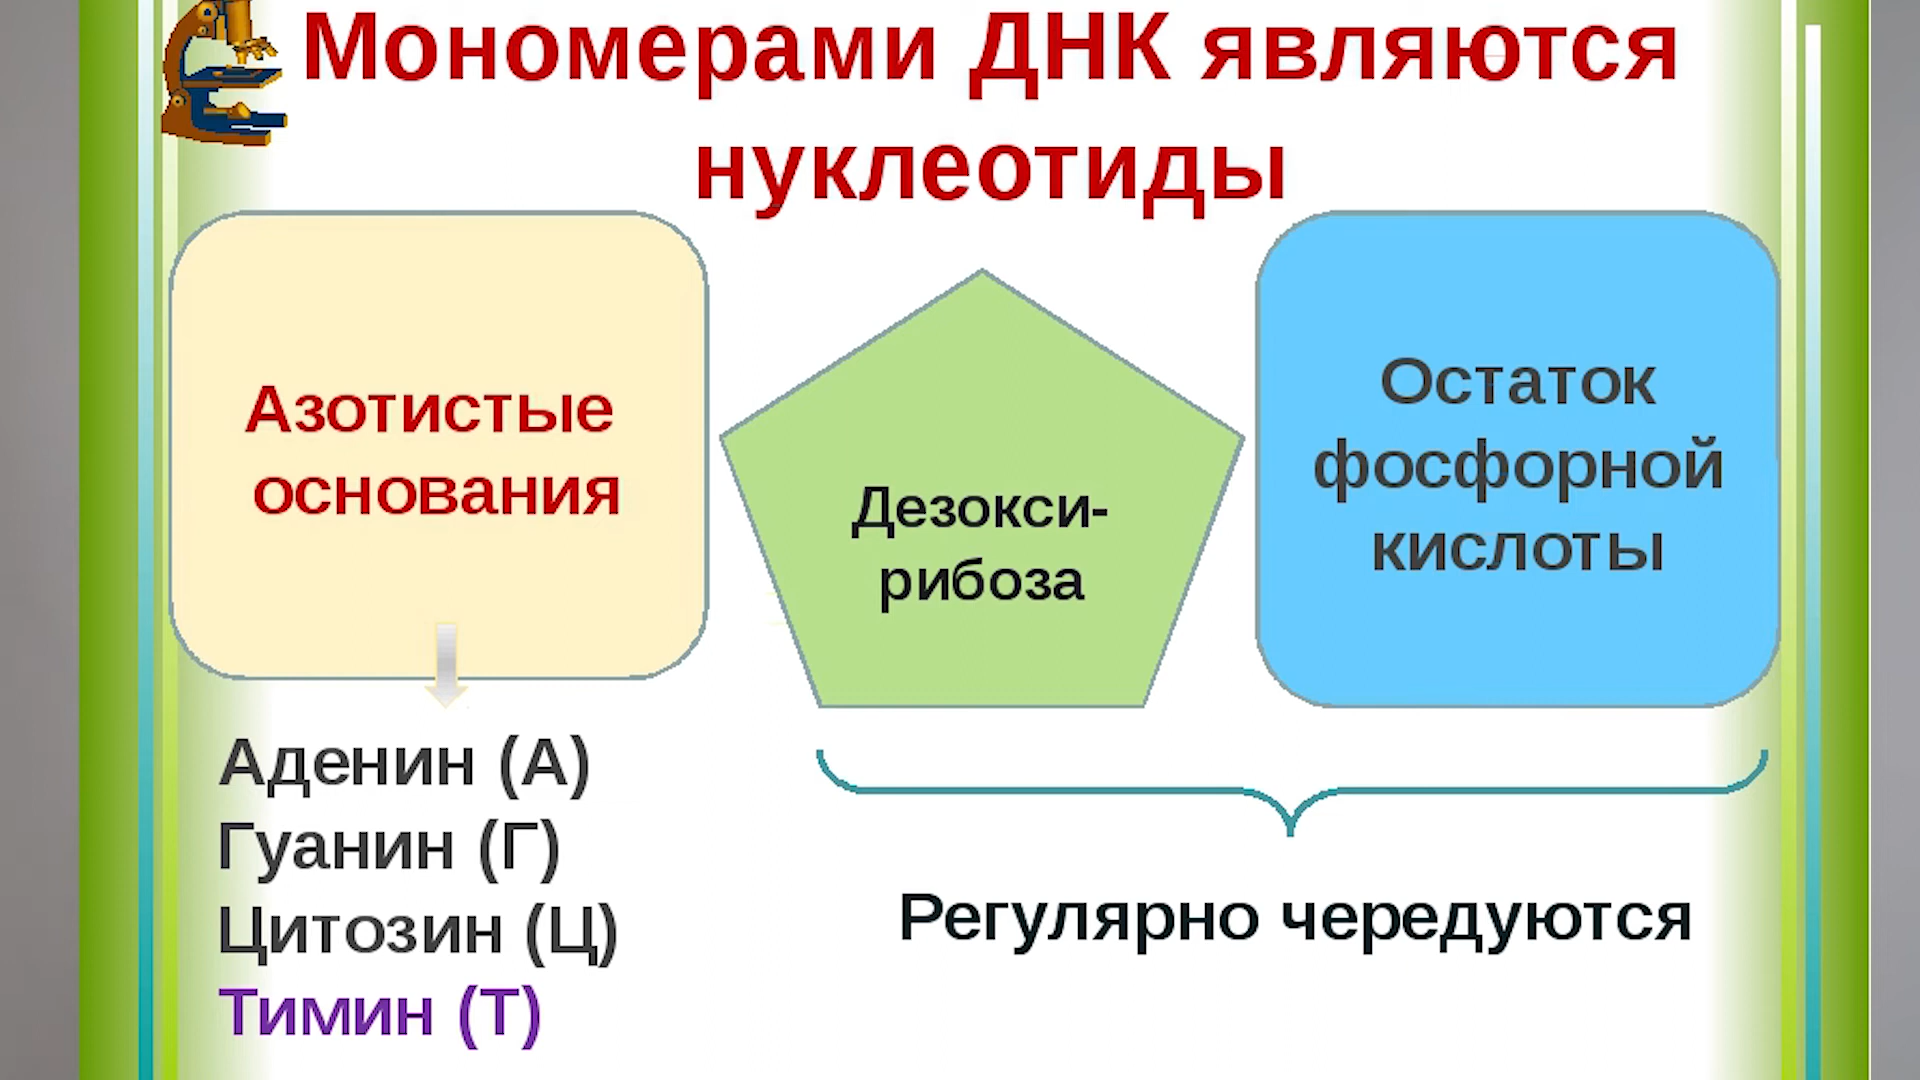 Мономерами ДНК являются
нуклеотиды
Азотистые
основания
Дезокси-
рибоза
Остаток
фосфорной
кислоты
Аденин (А)
Гуанин (Г)
Цитозин (Ц)
Тимин (Т)
Регулярно чередуются